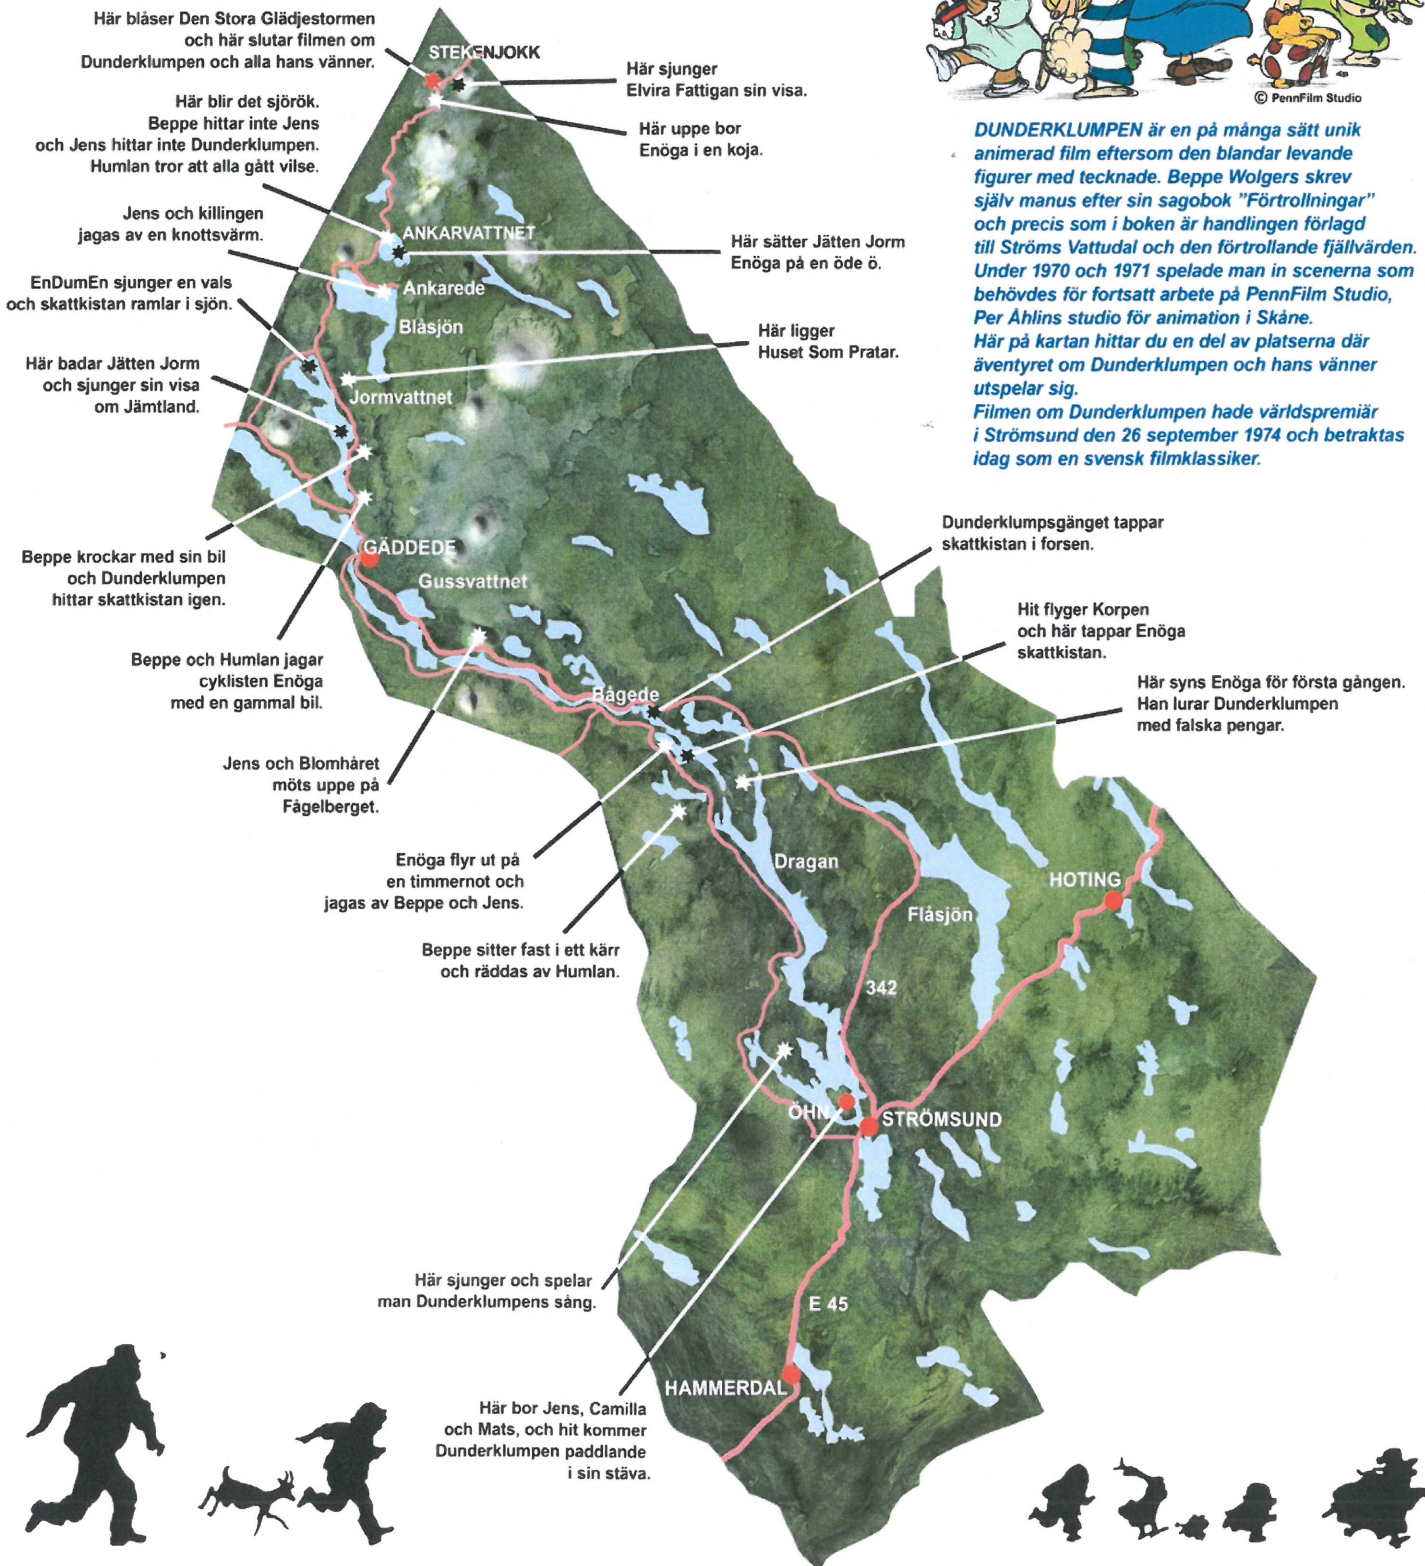 Här blåser Den Stora Glädjestormen
och här slutar filmen om
Dunderklumpen och alla hans vänner.
STEKENJOKK
Här sjunger
Elvira Fattigan sin visa.
Här blir det sjörök.
Beppe hittar inte Jens
och Jens hittar inte Dunderklumpen.
Humlan tror att alla gått vilse.
Här uppe bor
Enöga i en koja.
Jens och killingen
jagas av en knottsvärm.
ANKARVATTNET
Här sätter Jätten Jorm
Enöga på en öde ö.
EnDumEn sjunger en vals
och skattkistan ramlar i sjön.
Ankarede
Blåsjön
Här ligger
Huset Som Pratar.
Här badar Jätten Jorm
och sjunger sin visa
om Jämtland.
Jormvattnet
© PennFilm Studio
DUNDERKLUMPEN är en på många sätt unik
animerad film eftersom den blandar levande
figurer med tecknade. Beppe Wolgers skrev
själv manus efter sin sagobok ”Förtrollningar”
och precis som i boken är handlingen förlagd
till Ströms Vattudal och den förtrollande fjällvärden.
Under 1970 och 1971 spelade man in scenerna som
behövdes för fortsatt arbete på PennFilm Studio,
Per Åhlins studio för animation i Skåne.
Här på kartan hittar du en del av platserna där
äventyret om Dunderklumpen och hans vänner
utspelar sig.
Filmen om Dunderklumpen hade världspremiär
i Strömsund den 26 september 1974 och betraktas
idag som en svensk filmklassiker.
Beppe krockar med sin bil
och Dunderklumpen
hittar skattkistan igen.
GÄDDEDE
Gussvattnet
Dunderklumpsgänget tappar
skattkistan i forsen.
Hit flyger Korpen
och här tappar Enöga
skattkistan.
Beppe och Humlan jagar
cyklisten Enöga
med en gammal bil.
Bågede
Här syns Enöga för första gången.
Han lurar Dunderklumpen
med falska pengar.
Jens och Blomhåret
möts uppe på
Fågelberget.
Enöga flyr ut på
en timmernot och
jagas av Beppe och Jens.
Dragan
Flåsjön
HOTING
Beppe sitter fast i ett kärr
och räddas av Humlan.
342
ÖHN
STRÖMSUND
Här sjunger och spelar
man Dunderklumpens sång.
E 45
HAMMERDAL
Här bor Jens, Camilla
och Mats, och hit kommer
Dunderklumpen paddlande
i sin stäva.